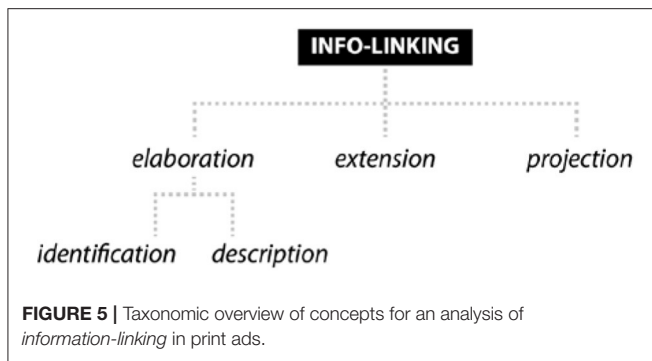 INFO-LINKING
elaboration extension projection
identification description
FIGURE 5 | Taxonomic overview of concepts for an analysis of
information-linking in print ads.